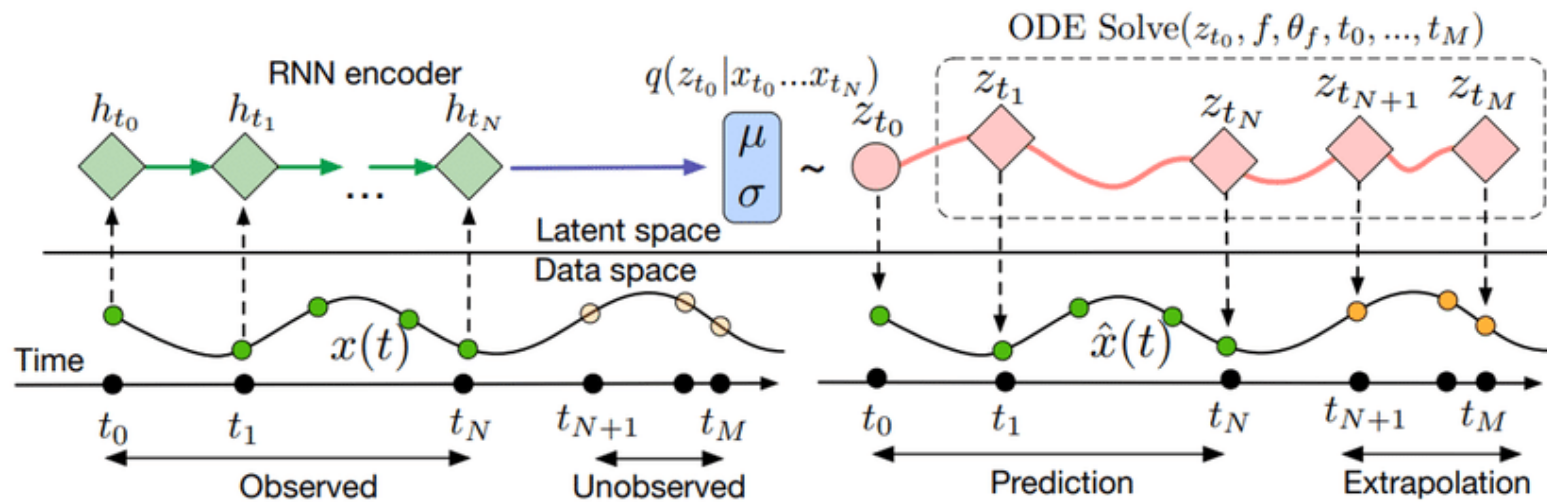 ODE Solve(z_{t_0}, f, θ_f, t_0, ..., t_M)
RNN encoder
q(z_{t_0}|x_{t_0}...x_{t_N})
h_{t_0} h_{t_1} h_{t_N}
z_{t_0} z_{t_1} z_{t_N} z_{t_{N+1}} z_{t_M}
...
μ
σ
~
Latent space
Data space
x(t) x̂(t)
Time
t_0 t_1 t_N t_{N+1} t_M t_0 t_1 t_N t_{N+1} t_M
Observed Unobserved Prediction Extrapolation